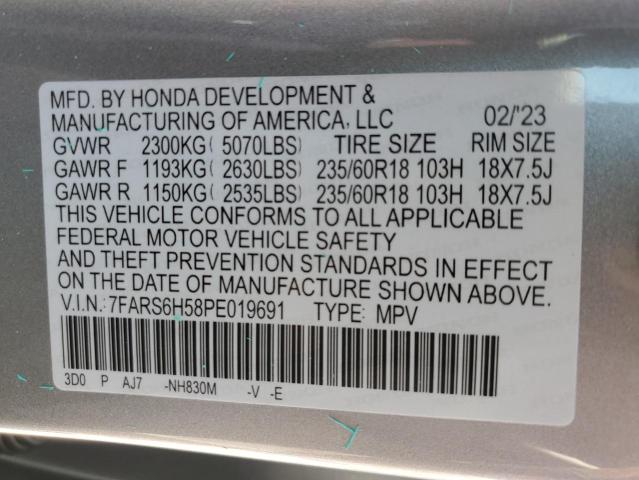 MFD. BY HONDA DEVELOPMENT &
MANUFACTURING OF AMERICA, LLC 02/'23
GVWR 2300KG( 5070LBS) TIRE SIZE RIM SIZE
GAWR F 1193KG( 2630LBS) 235/60R18 103H 18X7.5J
GAWR R 1150KG( 2535LBS) 235/60R18 103H 18X7.5J
THIS VEHICLE CONFORMS TO ALL APPLICABLE
FEDERAL MOTOR VEHICLE SAFETY
AND THEFT PREVENTION STANDARDS IN EFFECT
ON THE DATE OF MANUFACTURE SHOWN ABOVE.
V.I.N.: 7FARS6H58PE019691 TYPE: MPV
3D0 P AJ7 -NH830M -V -E